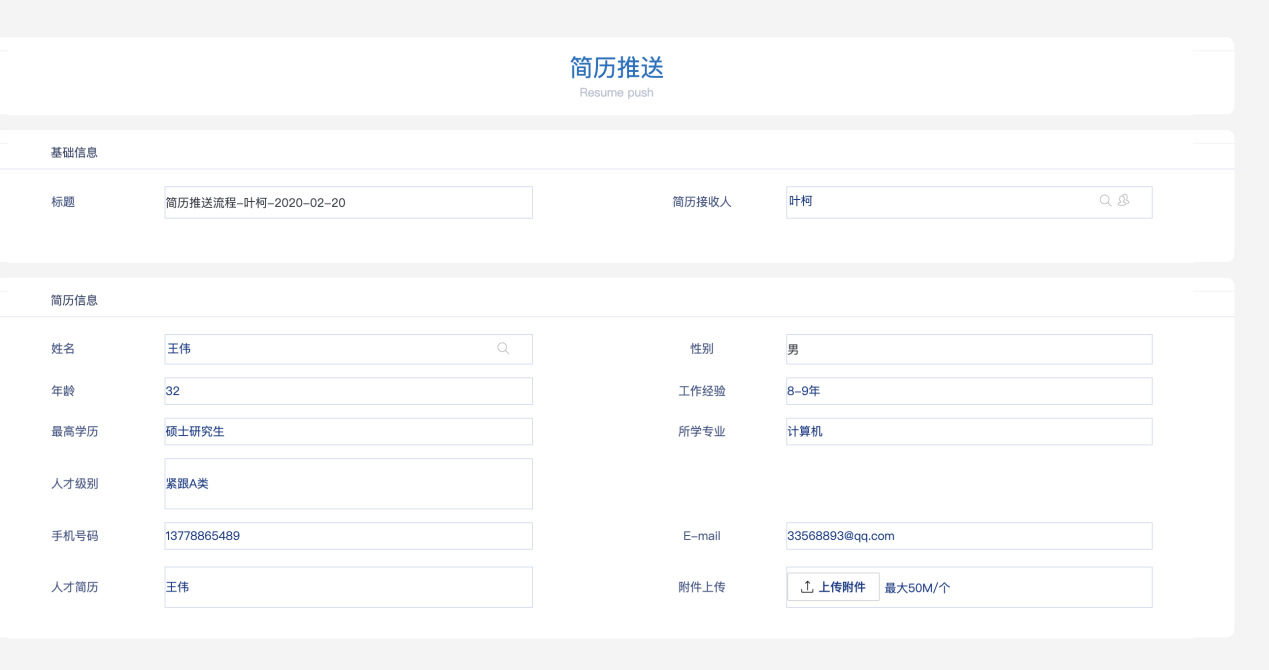 简历推送
Resume push
基础信息
标题 简历推送流程-叶柯-2020-02-20 简历接收人 叶柯
简历信息
姓名 王伟 性别 男
年龄 32 工作经验 8-9年
最高学历 硕士研究生 所学专业 计算机
人才级别 紧跟A类
手机号码 13778865489 E-mail 33568893@qq.com
人才简历 王伟 附件上传 上传附件 最大50M/个